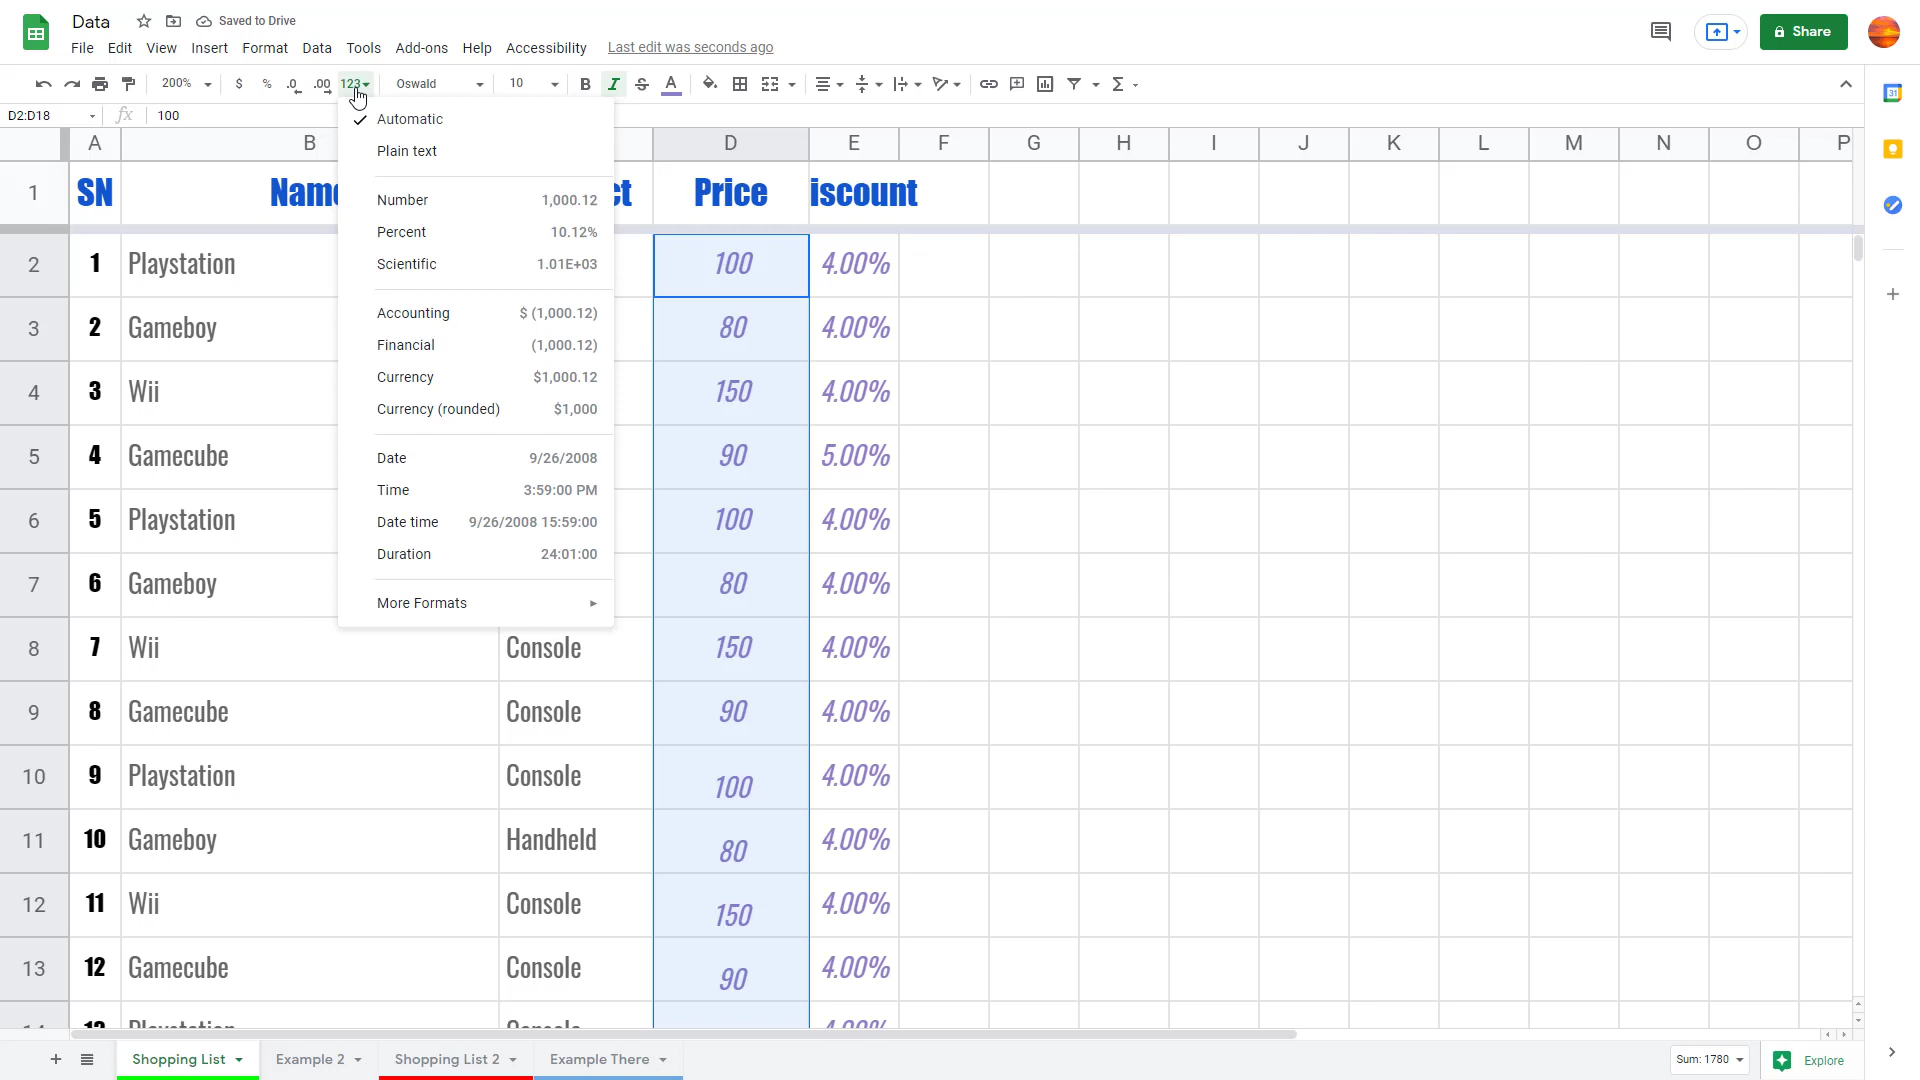 Data
Saved to Drive
File Edit View Insert Format Data Tools Add-ons Help Accessibility Last edit was seconds ago
Share
200% $ % .0 .00 123 Oswald 10 B I S A
31
D2:D18 fx 100
A B D E F G H I J K L M N O P
Automatic
Plain text
Number 1,000.12
Percent 10.12%
Scientific 1.01E+03
Accounting $ (1,000.12)
Financial (1,000.12)
Currency $1,000.12
Currency (rounded) $1,000
Date 9/26/2008
Time 3:59:00 PM
Date time 9/26/2008 15:59:00
Duration 24:01:00
More Formats
1 SN Name ct Price iscount
2 1 Playstation 100 4.00%
3 2 Gameboy 80 4.00%
4 3 Wii 150 4.00%
5 4 Gamecube 90 5.00%
6 5 Playstation 100 4.00%
7 6 Gameboy 80 4.00%
8 7 Wii Console 150 4.00%
9 8 Gamecube Console 90 4.00%
10 9 Playstation Console 100 4.00%
11 10 Gameboy Handheld 80 4.00%
12 11 Wii Console 150 4.00%
13 12 Gamecube Console 90 4.00%
14 13 Playstation Console 4.00%
Shopping List Example 2 Shopping List 2 Example There Sum: 1780 Explore